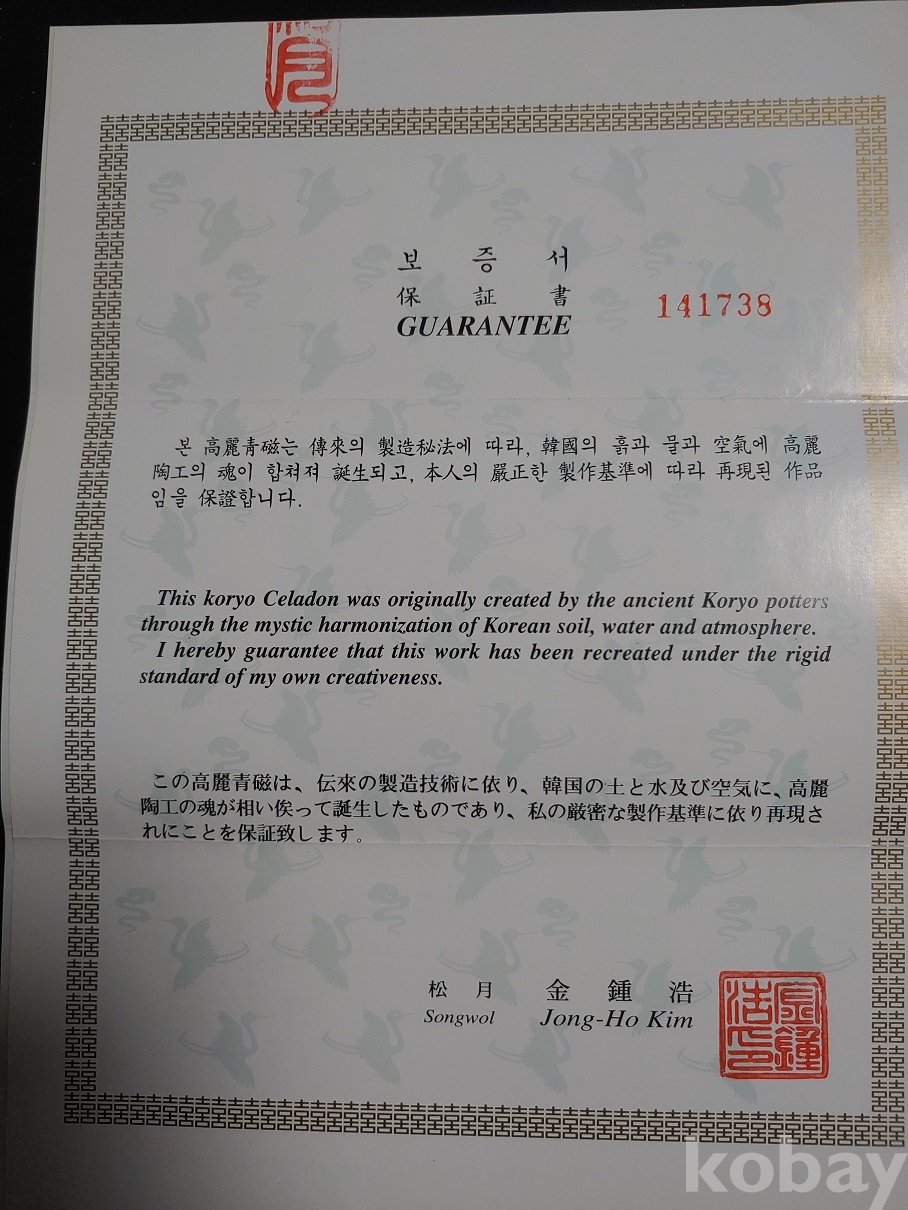 月
보 증 서
保 証 書
GUARANTEE
141738
본 高麗青磁는 傳來의 製造秘法에 따라, 韓國의 흙과 물과 空氣에 高麗
陶工의 魂이 합쳐져 誕生되고, 本人의 嚴正한 製作基準에 따라 再現된 作品
임을 保證합니다.
This koryo Celadon was originally created by the ancient Koryo potters
through the mystic harmonization of Korean soil, water and atmosphere.
I hereby guarantee that this work has been recreated under the rigid
standard of my own creativeness.
この高麗青磁は、伝来の製造技術に依り、韓国の土と水及び空気に、高麗
陶工の魂が相い俟って誕生したものであり、私の厳密な製作基準に依り再現さ
れにことを保証致します。
松 月 金 鍾 浩
Songwol Jong-Ho Kim
金鍾浩印
kobay